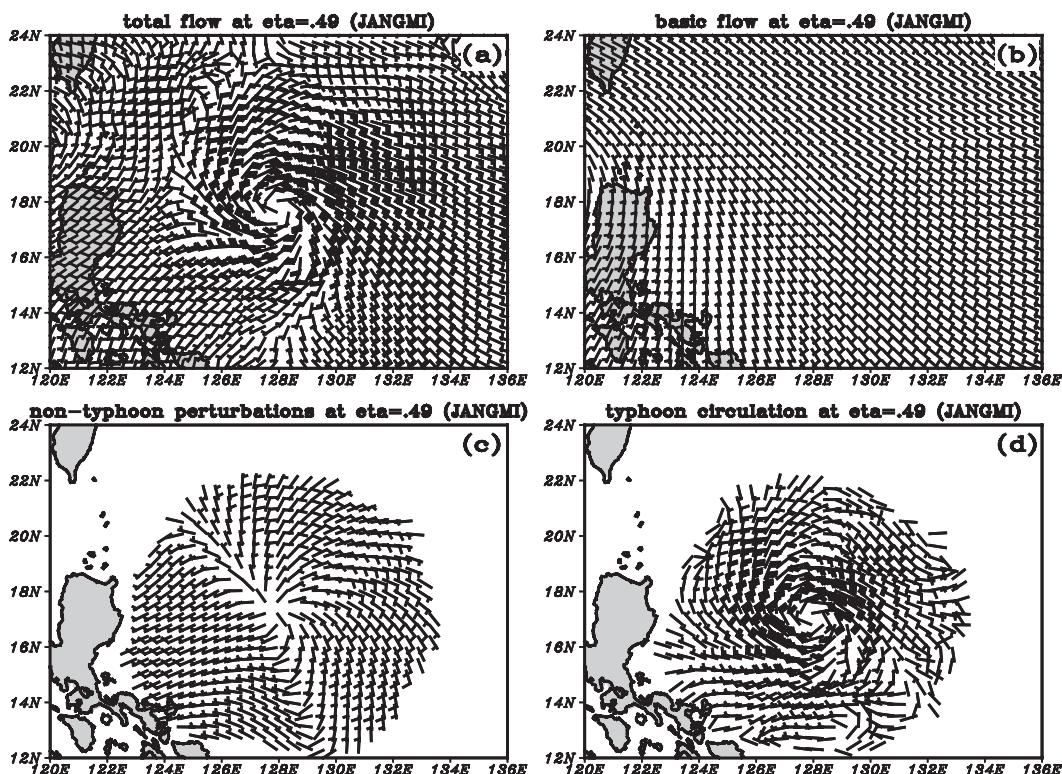 total flow at eta=.49 (JANGMI)
basic flow at eta=.49 (JANGMI)
24N
(a)
24N
(b)
22N
22N
20N
20N
18N
18N
16N
16N
14N
14N
12N
12N
120E 122E 124E 126E 128E 130E 132E 134E 136E
120E 122E 124E 126E 128E 130E 132E 134E 136E
non-typhoon perturbations at eta=.49 (JANGMI)
typhoon circulation at eta=.49 (JANGMI)
24N
(c)
24N
(d)
22N
22N
20N
20N
18N
18N
16N
16N
14N
14N
12N
12N
120E 122E 124E 126E 128E 130E 132E 134E 136E
120E 122E 124E 126E 128E 130E 132E 134E 136E